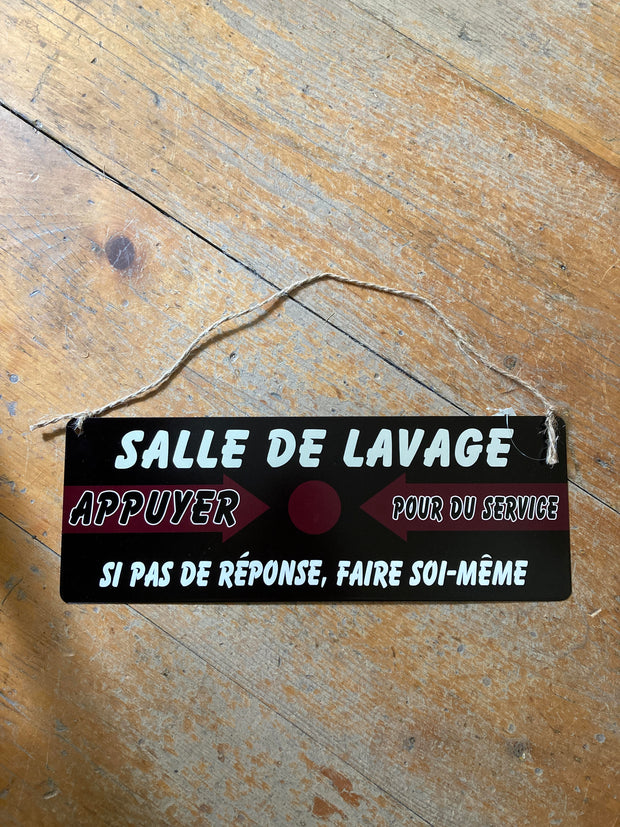 SALLE DE LAVAGE
APPUYER POUR DU SERVICE
SI PAS DE RÉPONSE, FAIRE SOI-MÊME